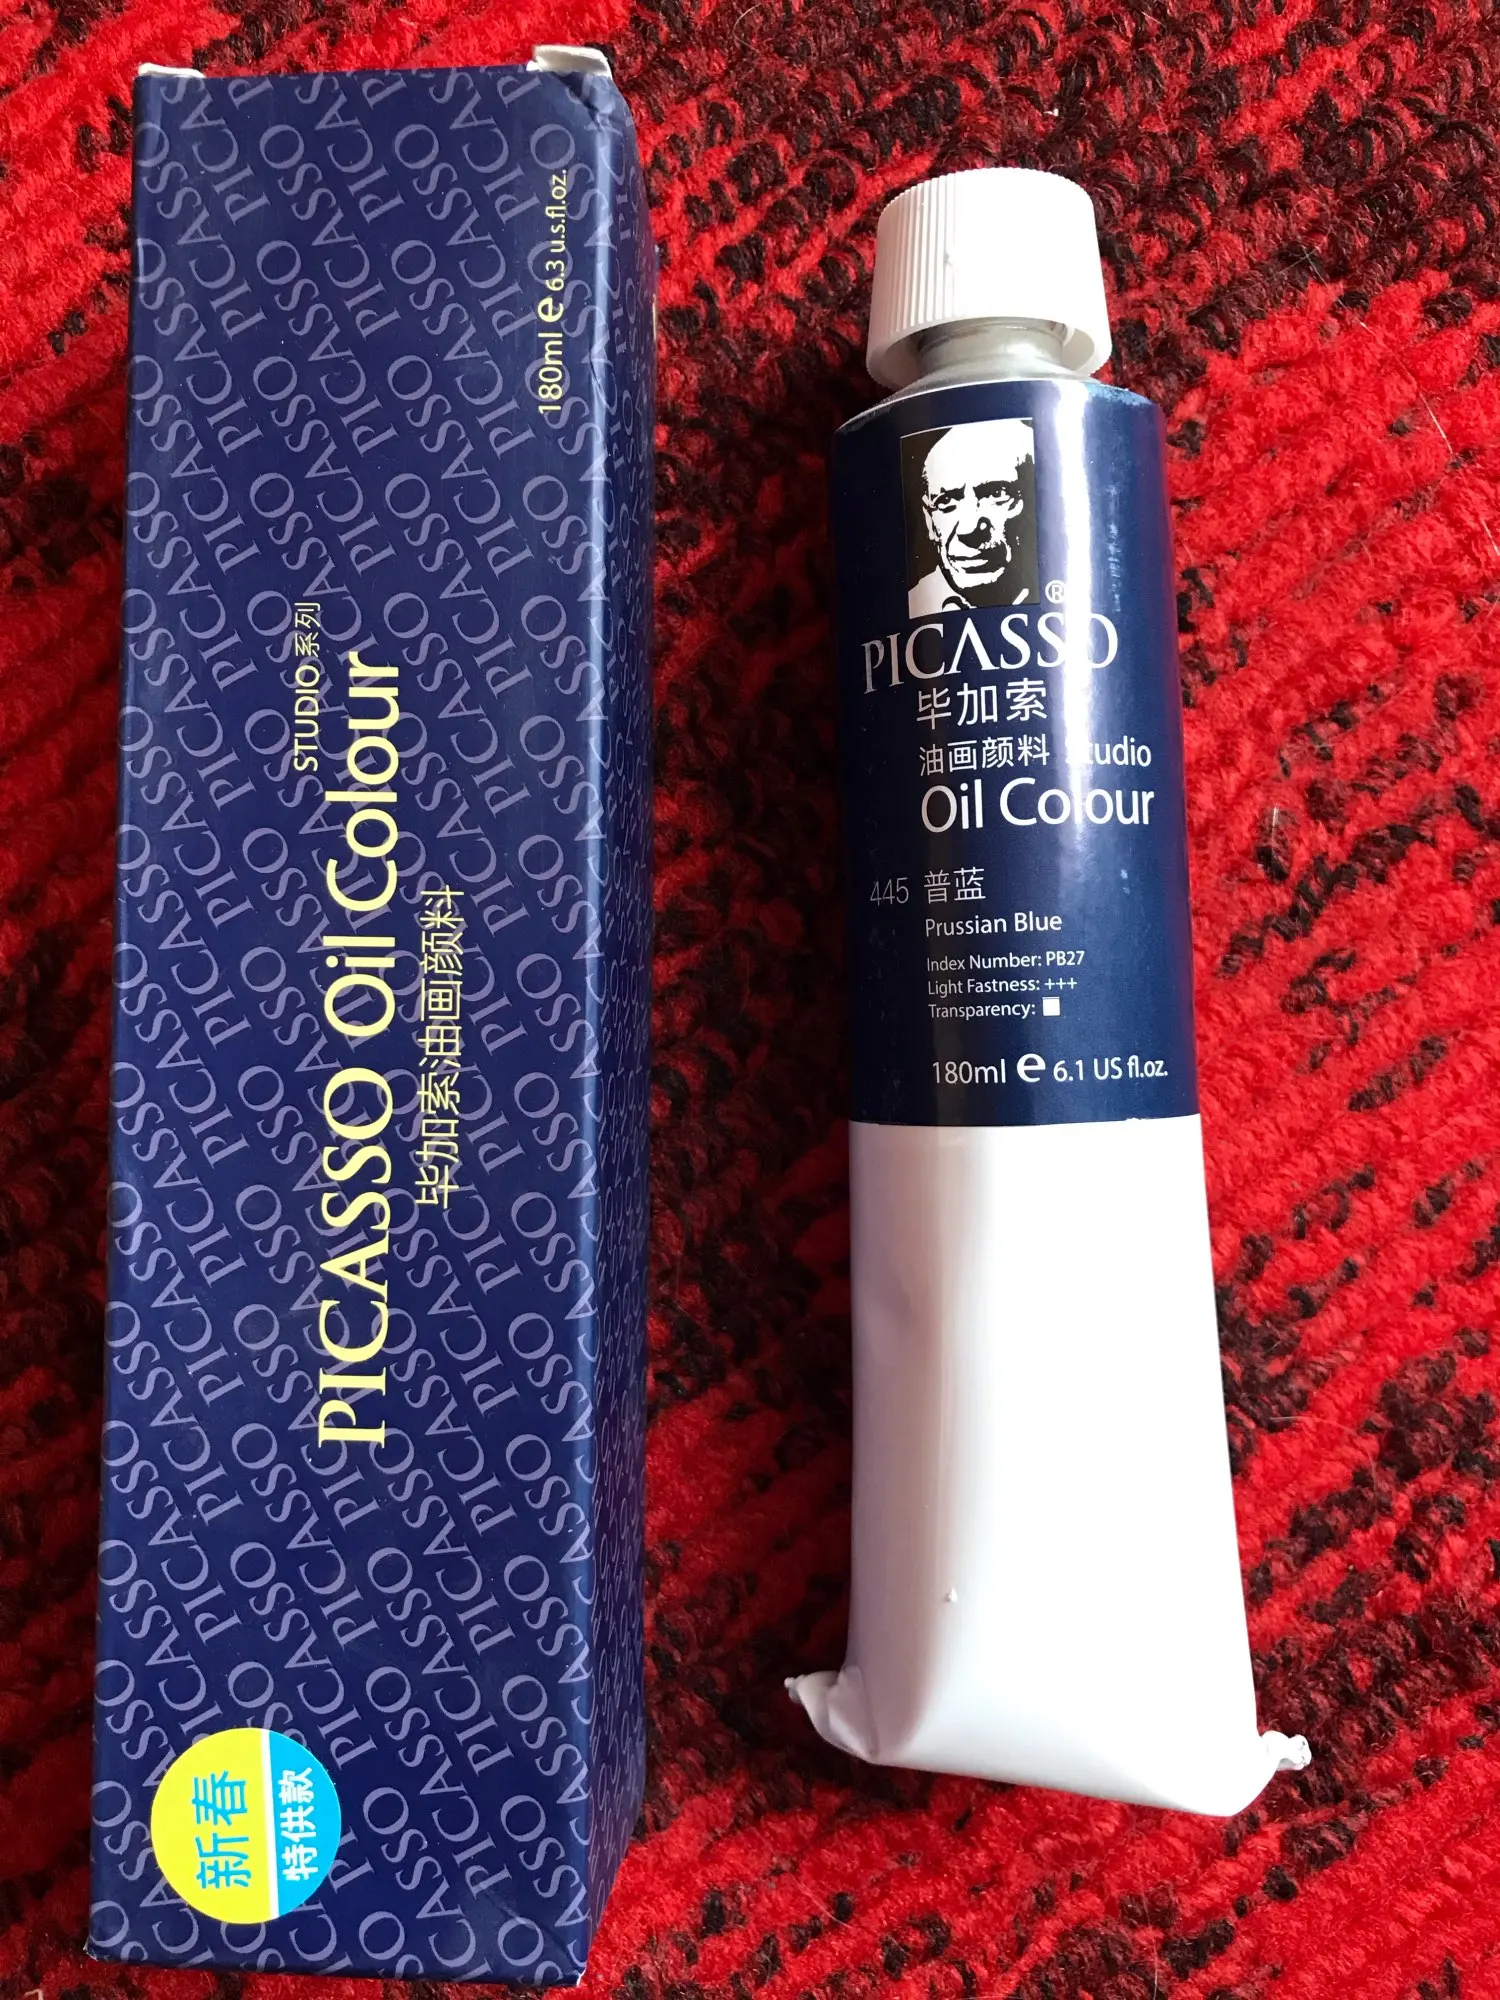 180ml e 6.3 u.s.fl.oz.
STUDIO系列
PICASSO Oil Colour
毕加索油画颜料
新春
特供款
®
PICASSO
毕加索
油画颜料 Studio
Oil Colour
445 普蓝
Prussian Blue
Index Number: PB27
Light Fastness: +++
Transparency:
180ml e 6.1 US fl.oz.